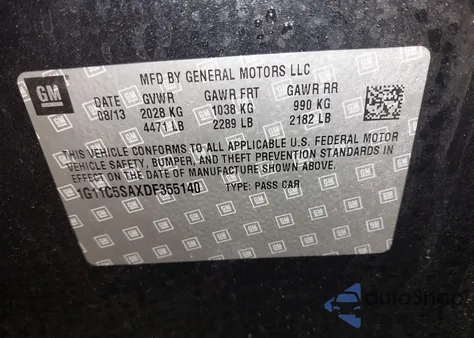 GM
MFD BY GENERAL MOTORS LLC
DATE GVWR GAWR FRT GAWR RR
08/13 2028 KG 1038 KG 990 KG
4471 LB 2289 LB 2182 LB
THIS VEHICLE CONFORMS TO ALL APPLICABLE U.S. FEDERAL MOTOR
VEHICLE SAFETY, BUMPER, AND THEFT PREVENTION STANDARDS IN
EFFECT ON THE DATE OF MANUFACTURE SHOWN ABOVE.
1G11C5SAXDF355140 TYPE: PASS CAR
autoSnap